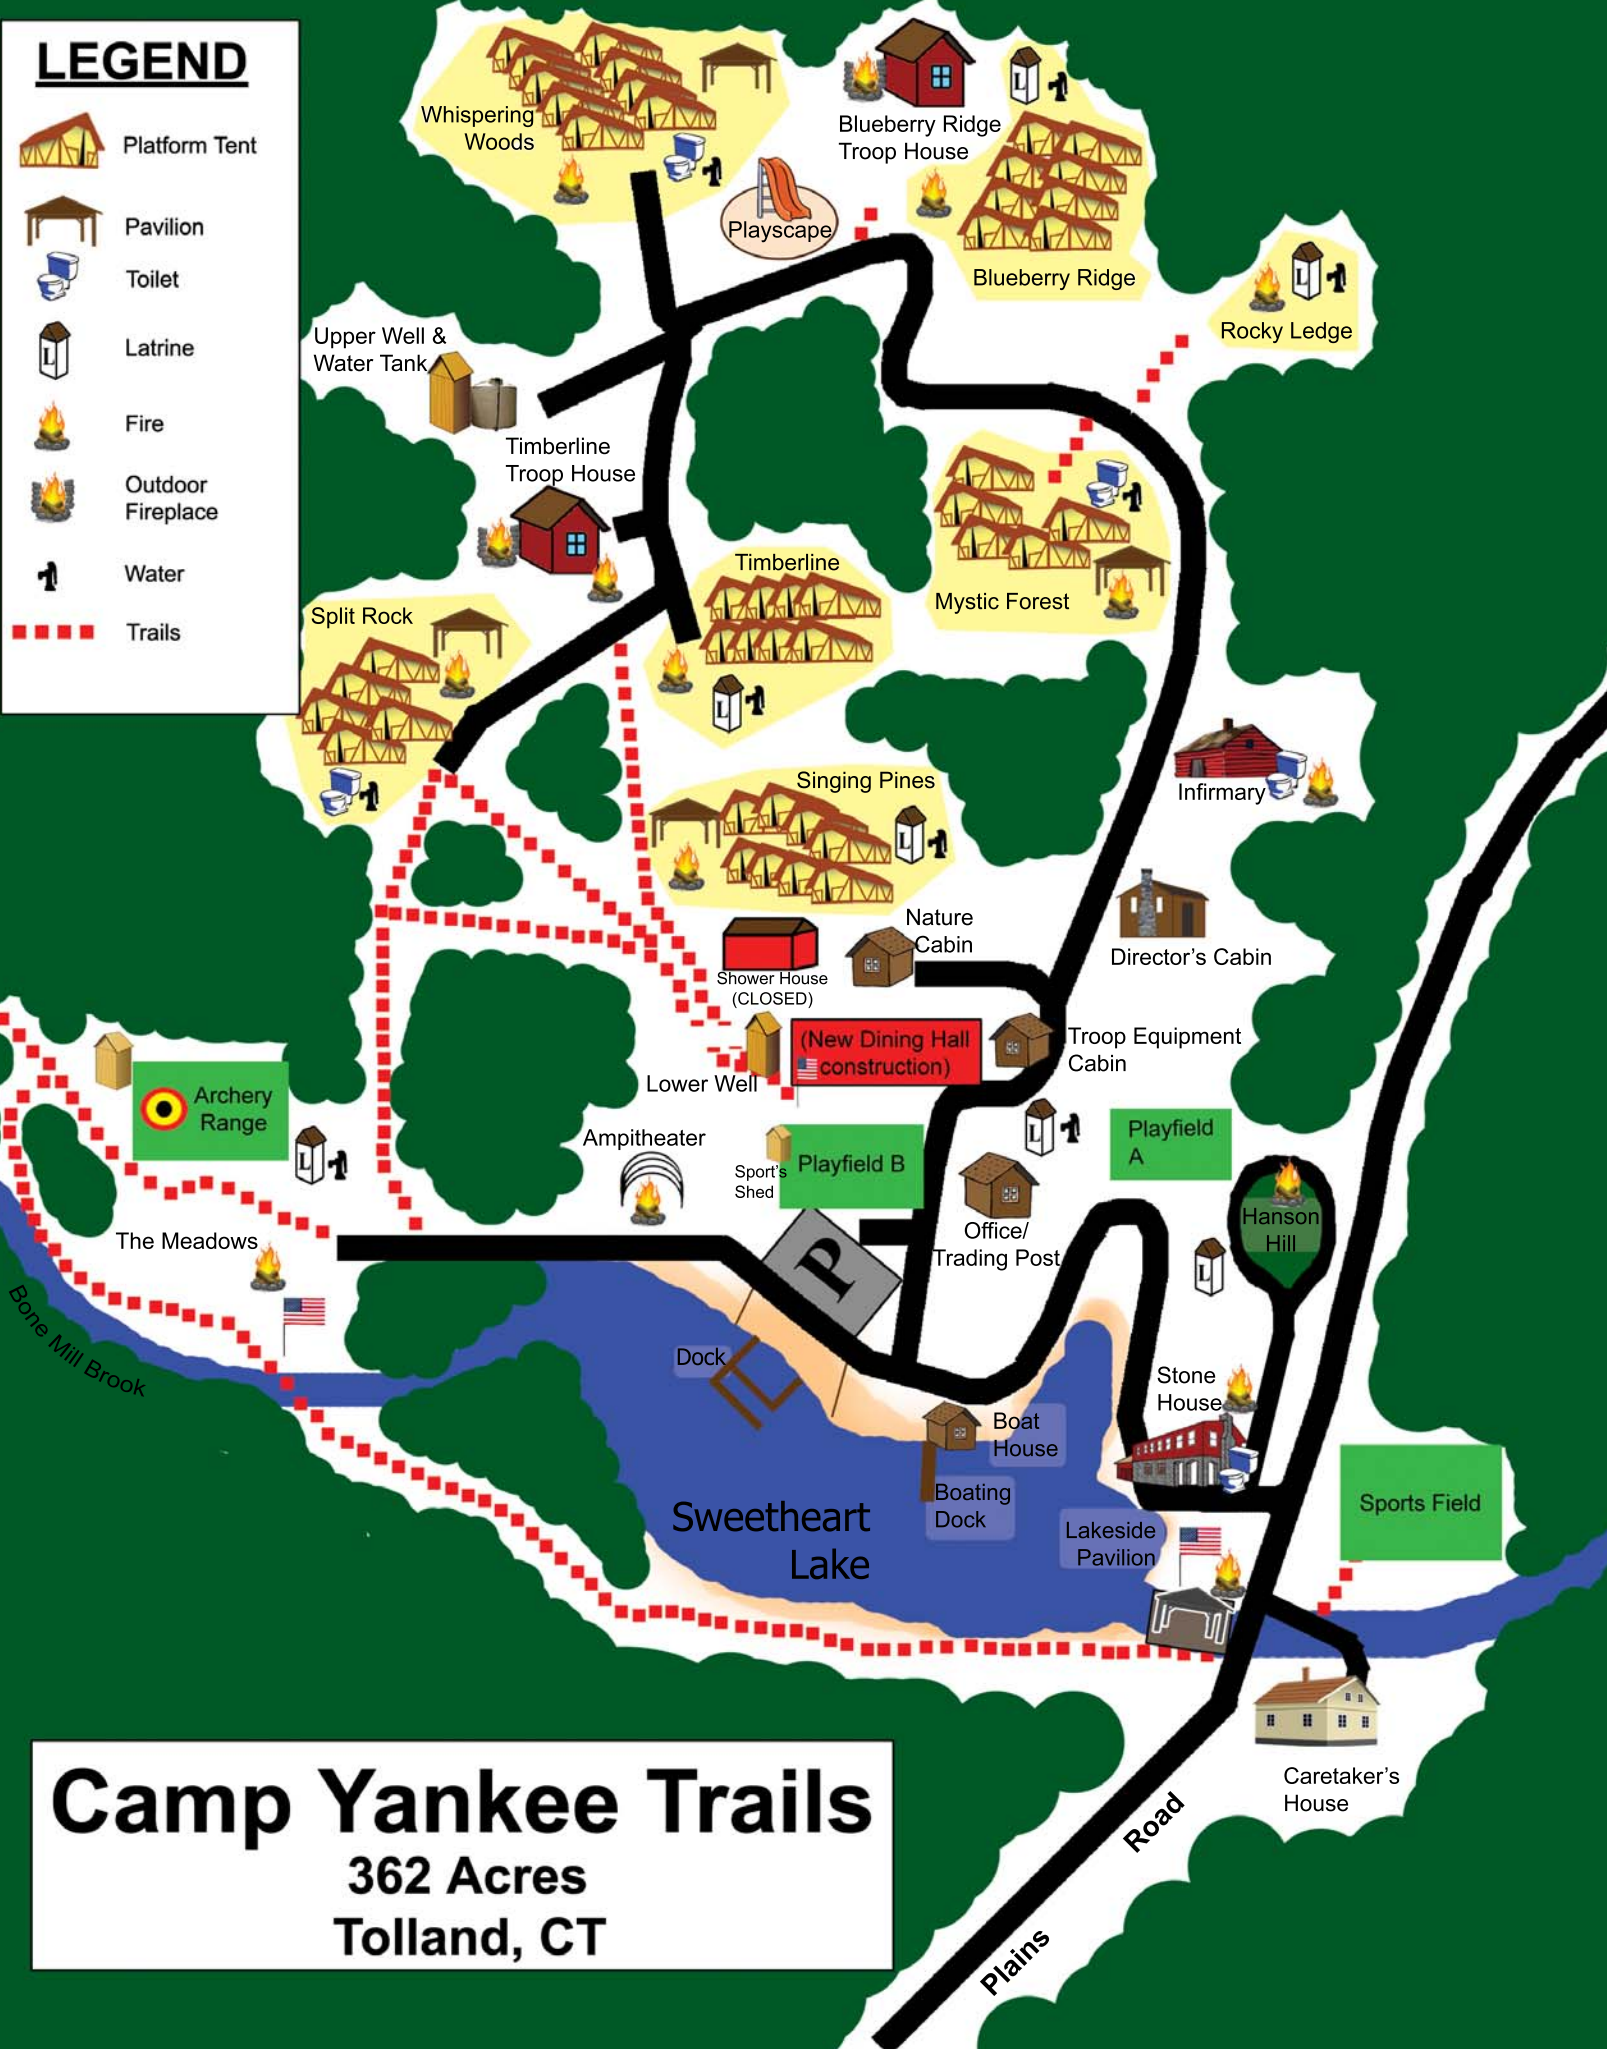 LEGEND
Platform Tent
Pavilion
Toilet
L
Latrine
Fire
Outdoor
Fireplace
Water
Trails
Whispering
Woods
Blueberry Ridge
Troop House
L
Playscape
Blueberry Ridge
L
Rocky Ledge
Upper Well &
Water Tank
Timberline
Troop House
Timberline
L
Mystic Forest
Split Rock
Singing Pines
L
Infirmary
Nature
Cabin
Director's Cabin
Shower House
(CLOSED)
(New Dining Hall
construction)
Troop Equipment
Cabin
Lower Well
Archery
Range
L
Ampitheater
Sport's
Shed
Playfield B
L
Playfield
A
Office/
Trading Post
Hanson
Hill
L
The Meadows
P
Bone Mill Brook
Dock
Stone
House
Boat
House
Boating
Dock
Sweetheart
Lake
Lakeside
Pavilion
Sports Field
Caretaker's
House
Plains Road
Camp Yankee Trails
362 Acres
Tolland, CT